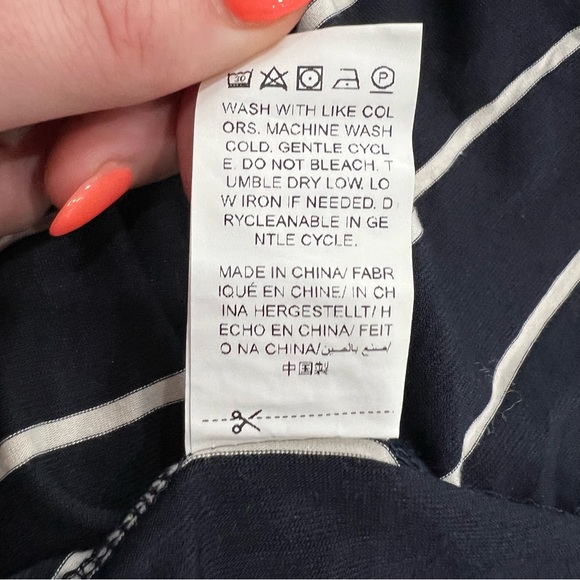 30
P
WASH WITH LIKE COL
ORS. MACHINE WASH
COLD. GENTLE CYCL
E. DO NOT BLEACH. T
UMBLE DRY LOW. LO
W IRON IF NEEDED. D
RYCLEANABLE IN GE
NTLE CYCLE.
MADE IN CHINA/ FABR
IQUÉ EN CHINE/ IN CH
INA HERGESTELLT/ H
ECHO EN CHINA/ FEIT
O NA CHINA/صنع بالصين/
中国製